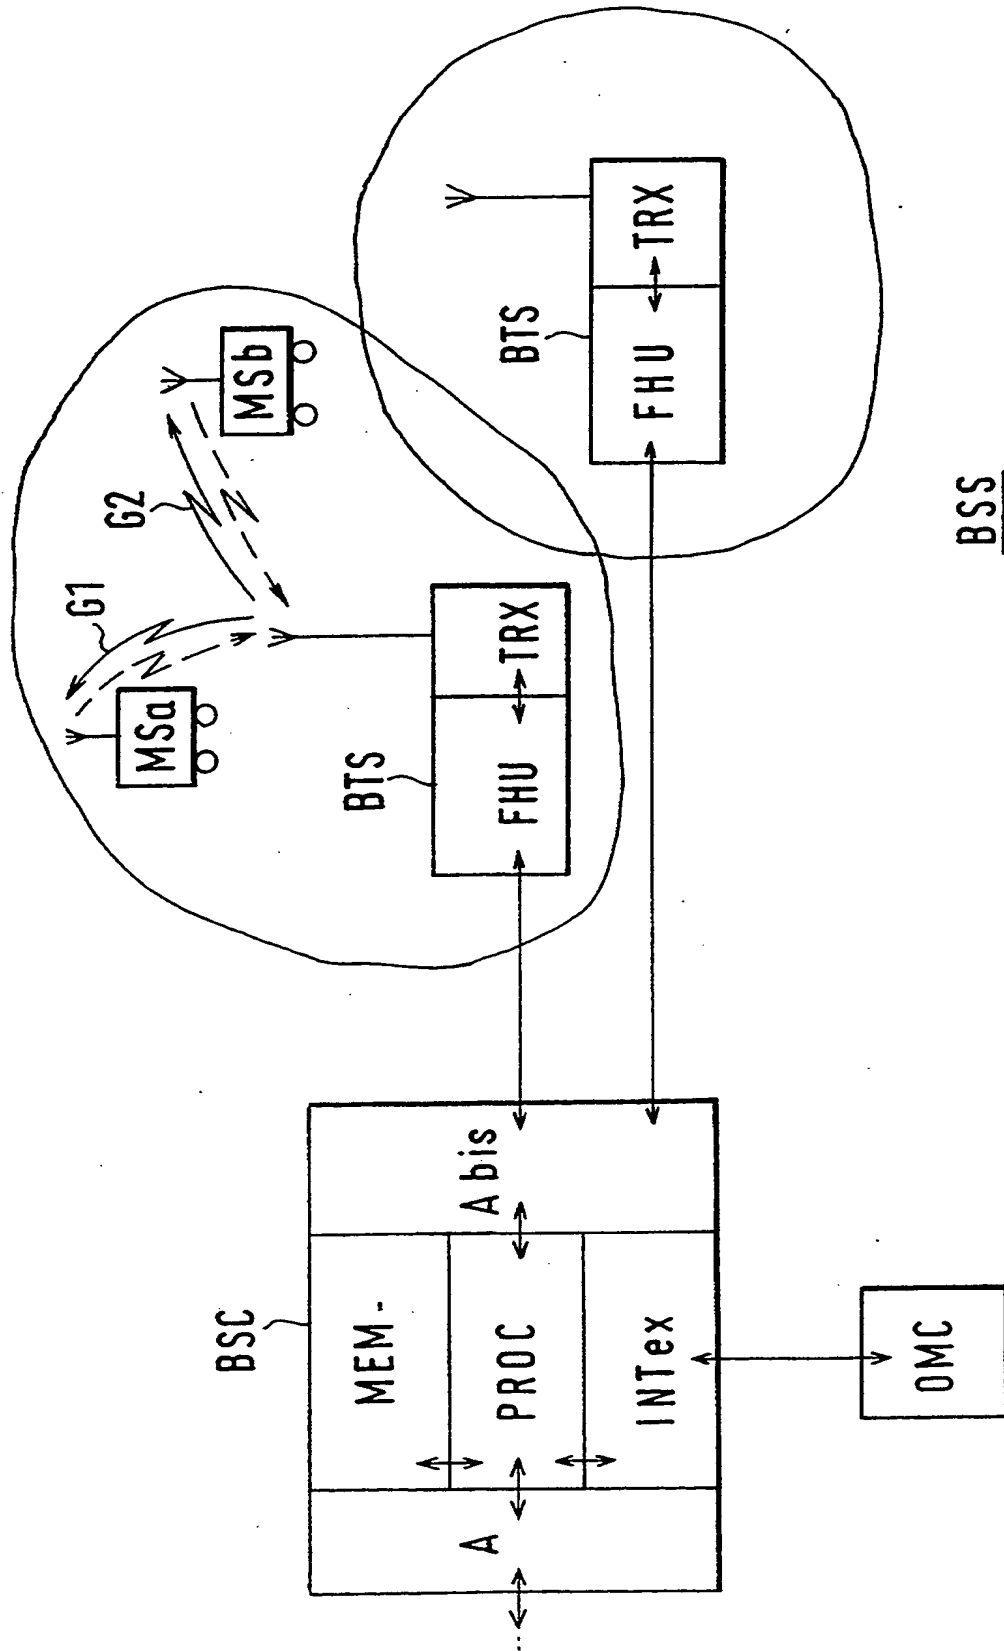 G1
G2
MSa
MSb
BTS
FHU
TRX
BTS
FHU
TRX
BSC
A
MEM-
PROC
INTex
A bis
OMC
BSS